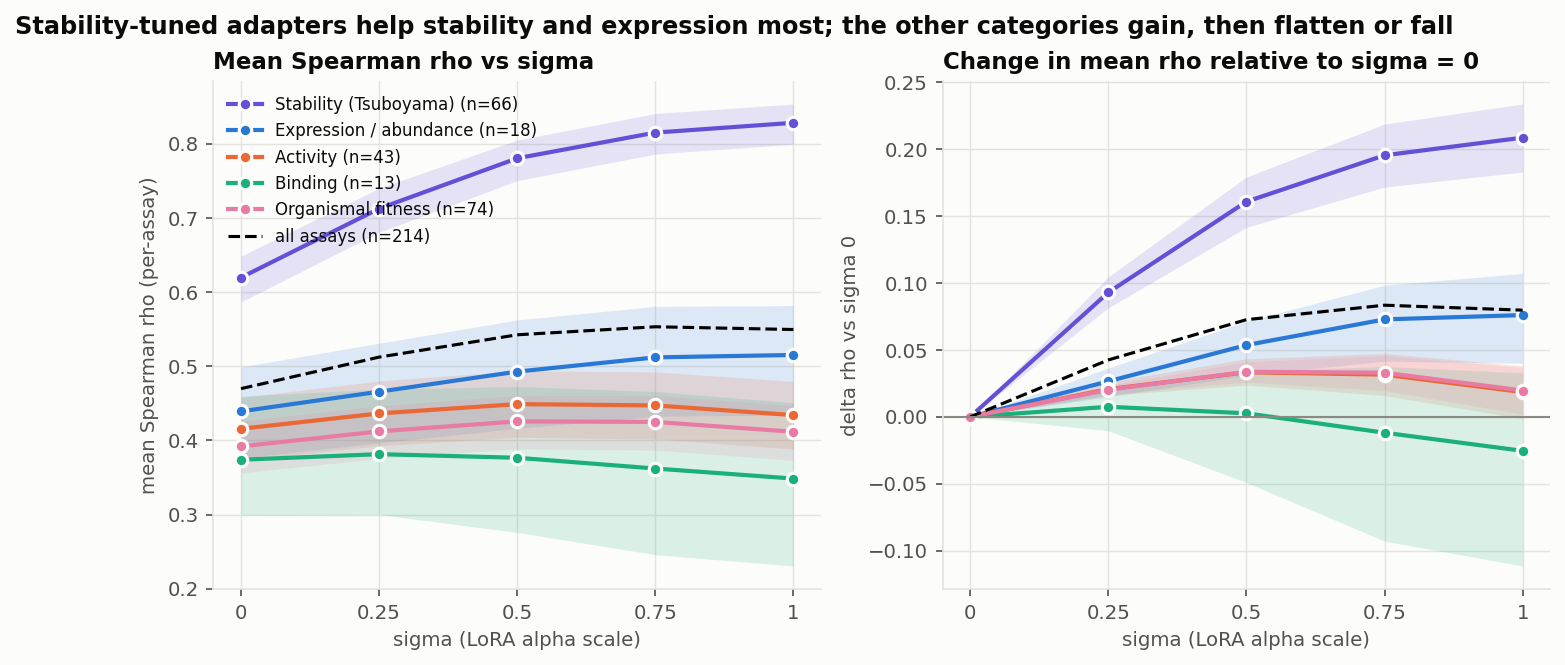 Stability-tuned adapters help stability and expression most; the other categories gain, then flatten or fall
Mean Spearman rho vs sigma
Stability (Tsuboyama) (n=66)
Expression / abundance (n=18)
Activity (n=43)
Binding (n=13)
Organismal fitness (n=74)
all assays (n=214)
mean Spearman rho (per-assay)
0.8
0.7
0.6
0.5
0.4
0.3
0.2
0
0.25
0.5
0.75
1
sigma (LoRA alpha scale)
Change in mean rho relative to sigma = 0
delta rho vs sigma 0
0.25
0.20
0.15
0.10
0.05
0.00
−0.05
−0.10
0
0.25
0.5
0.75
1
sigma (LoRA alpha scale)